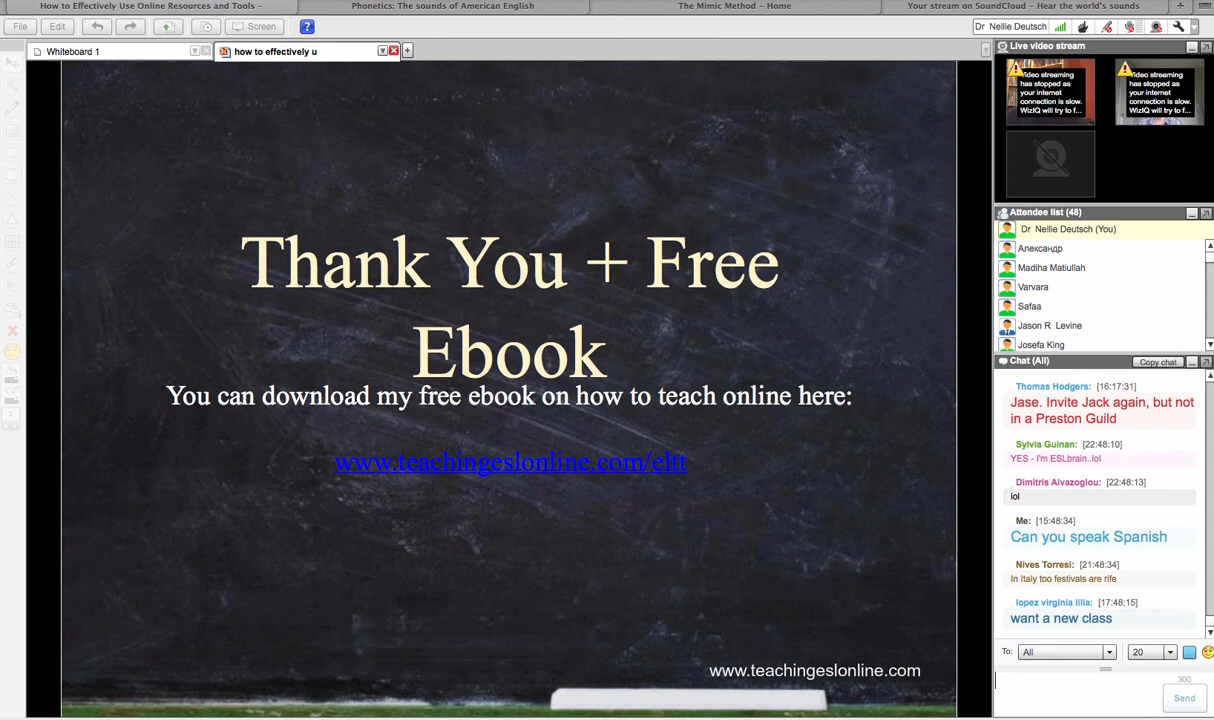 How to Effectively Use Online Resources and Tools –
Phonetics: The sounds of American English
The Mimic Method - Home
Your stream on SoundCloud - Hear the world's sounds
File
Edit
Screen
?
Dr Nellie Deutsch
Whiteboard 1
how to effectively u
Live video stream
Video streaming
has stopped as
your internet
connection is slow.
WizIQ will try to f...
Video streaming
has stopped as
your internet
connection is slow.
WizIQ will try to f...
Thank You + Free
Ebook
You can download my free ebook on how to teach online here:
www.teachingeslonline.com/eltt
www.teachingeslonline.com
Attendee list (48)
Dr Nellie Deutsch (You)
Александр
Madiha Matiullah
Varvara
Safaa
Jason R Levine
Josefa King
Chat (All)
Copy chat
Thomas Hodgers: [16:17:31]
Jase. Invite Jack again, but not
in a Preston Guild
Sylvia Guinan: [22:48:10]
YES - I'm ESLbrain..lol
Dimitris Aivazoglou: [22:48:13]
lol
Me: [15:48:34]
Can you speak Spanish
Nives Torresi: [21:48:34]
In Italy too festivals are rife
lopez virginia lilia: [17:48:15]
want a new class
To:
All
20
300
Send